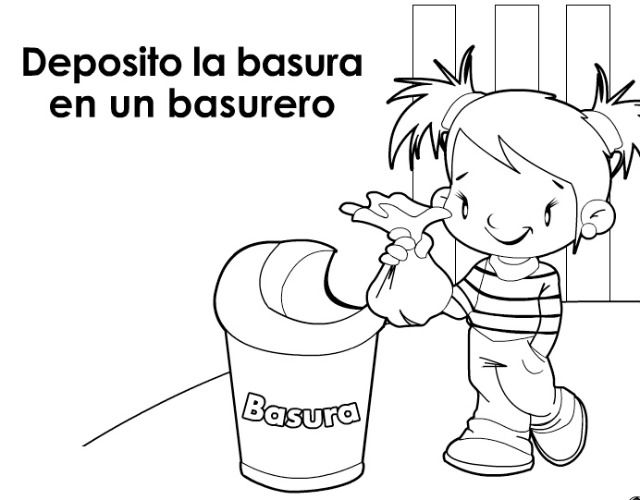 Deposito la basura
en un basurero
Basura